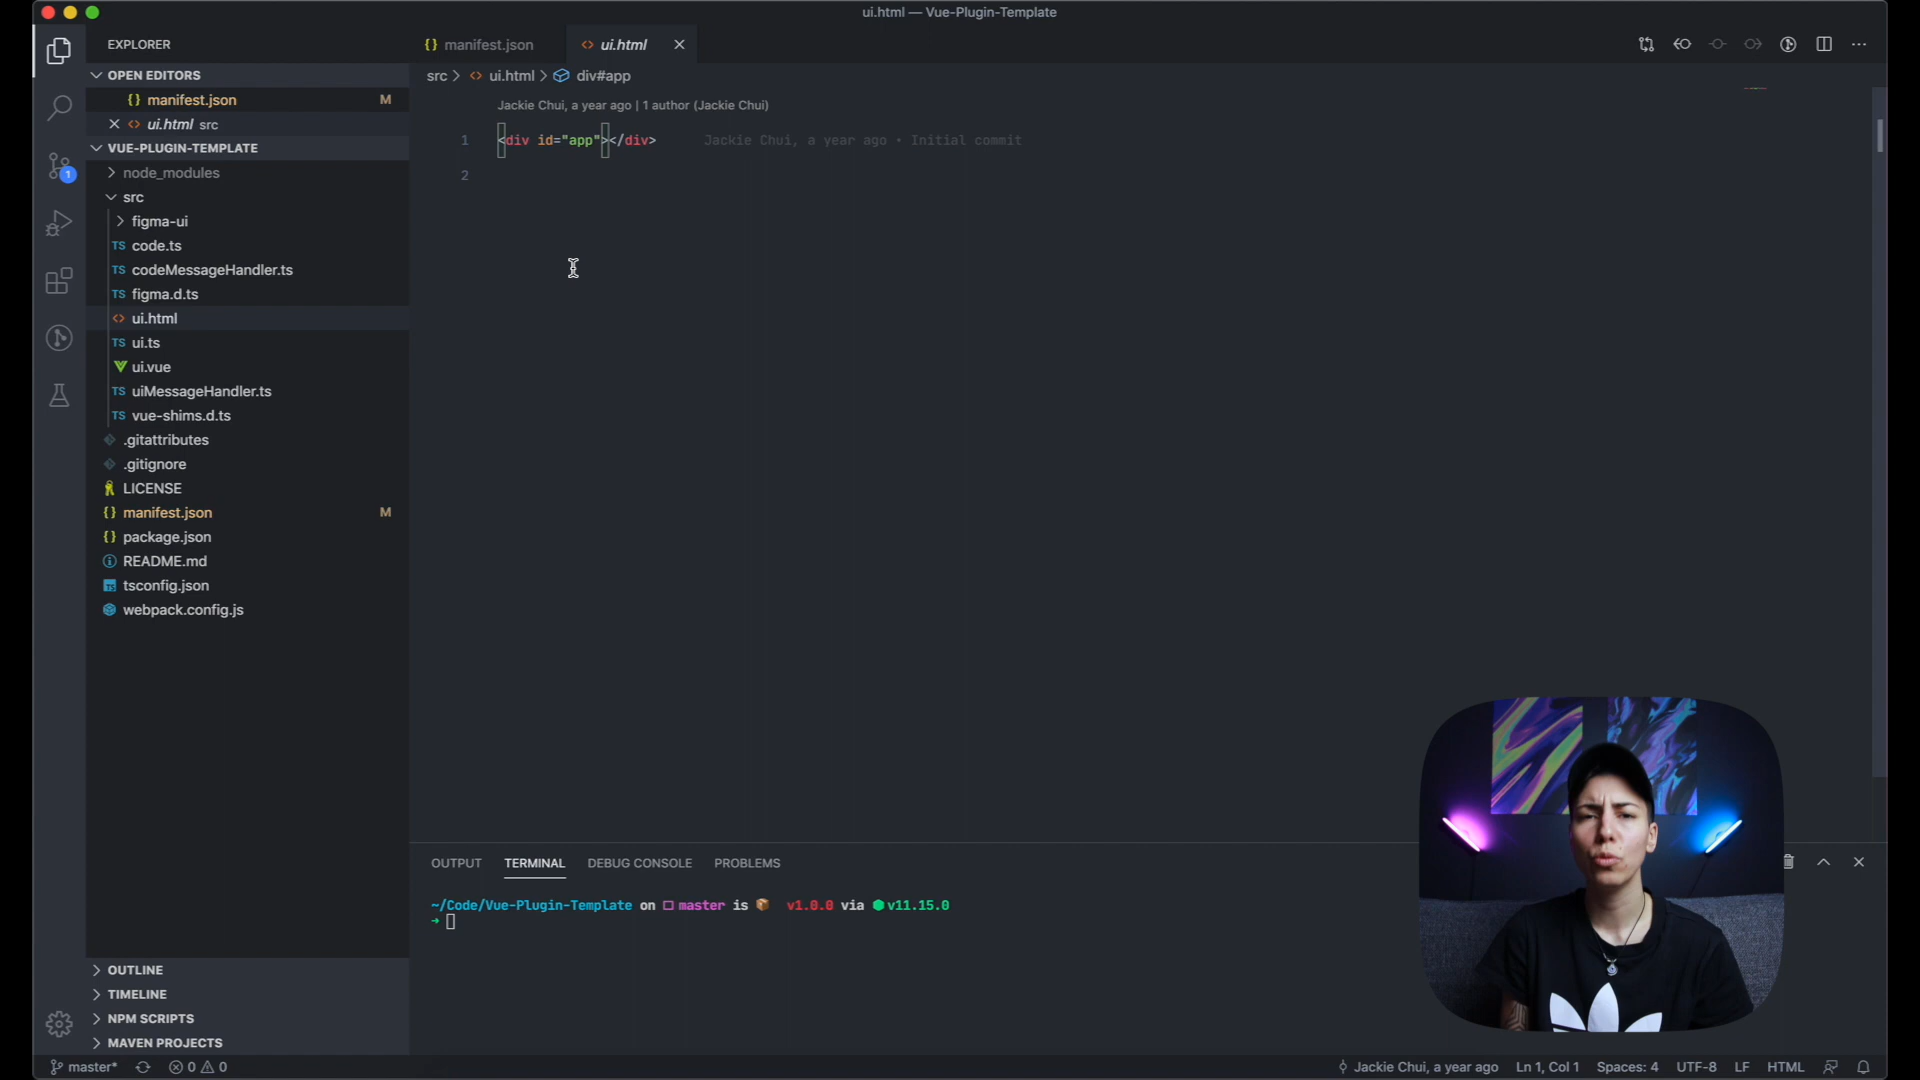 ui.html — Vue-Plugin-Template
EXPLORER
OPEN EDITORS
{} manifest.json M
ui.html src
VUE-PLUGIN-TEMPLATE
node_modules
src
figma-ui
TS code.ts
TS codeMessageHandler.ts
TS figma.d.ts
<> ui.html
TS ui.ts
ui.vue
TS uiMessageHandler.ts
TS vue-shims.d.ts
.gitattributes
.gitignore
LICENSE
{} manifest.json M
{} package.json
README.md
TS tsconfig.json
webpack.config.js
OUTLINE
TIMELINE
NPM SCRIPTS
MAVEN PROJECTS
1
{} manifest.json
<> ui.html
src > <> ui.html > div#app
Jackie Chui, a year ago | 1 author (Jackie Chui)
1 <div id="app"></div> Jackie Chui, a year ago • Initial commit
2
OUTPUT TERMINAL DEBUG CONSOLE PROBLEMS
~/Code/Vue-Plugin-Template on master is 📦 v1.0.0 via ⬢v11.15.0
➜
master* 0 0
Jackie Chui, a year ago Ln 1, Col 1 Spaces: 4 UTF-8 LF HTML